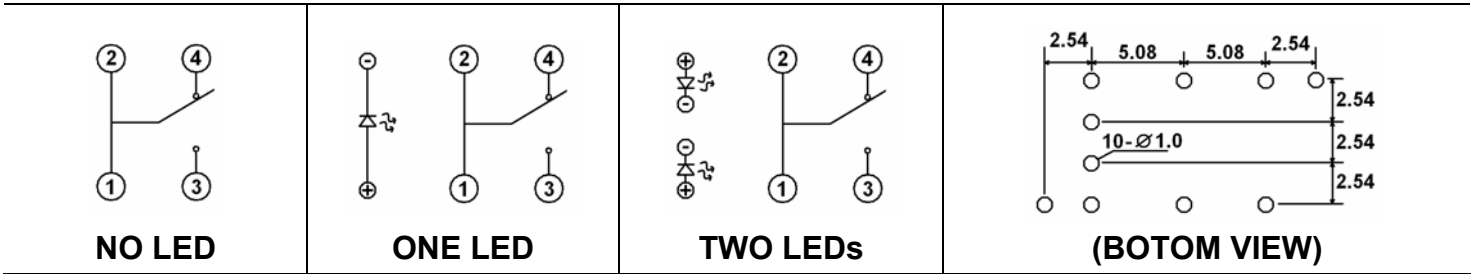 2 4
1 3
NO LED
-
2 4
+
1 3
ONE LED
+
-
-
+
2 4
1 3
TWO LEDs
2.54 5.08 5.08 2.54
2.54
2.54
10-Ø1.0
2.54
(BOTOM VIEW)